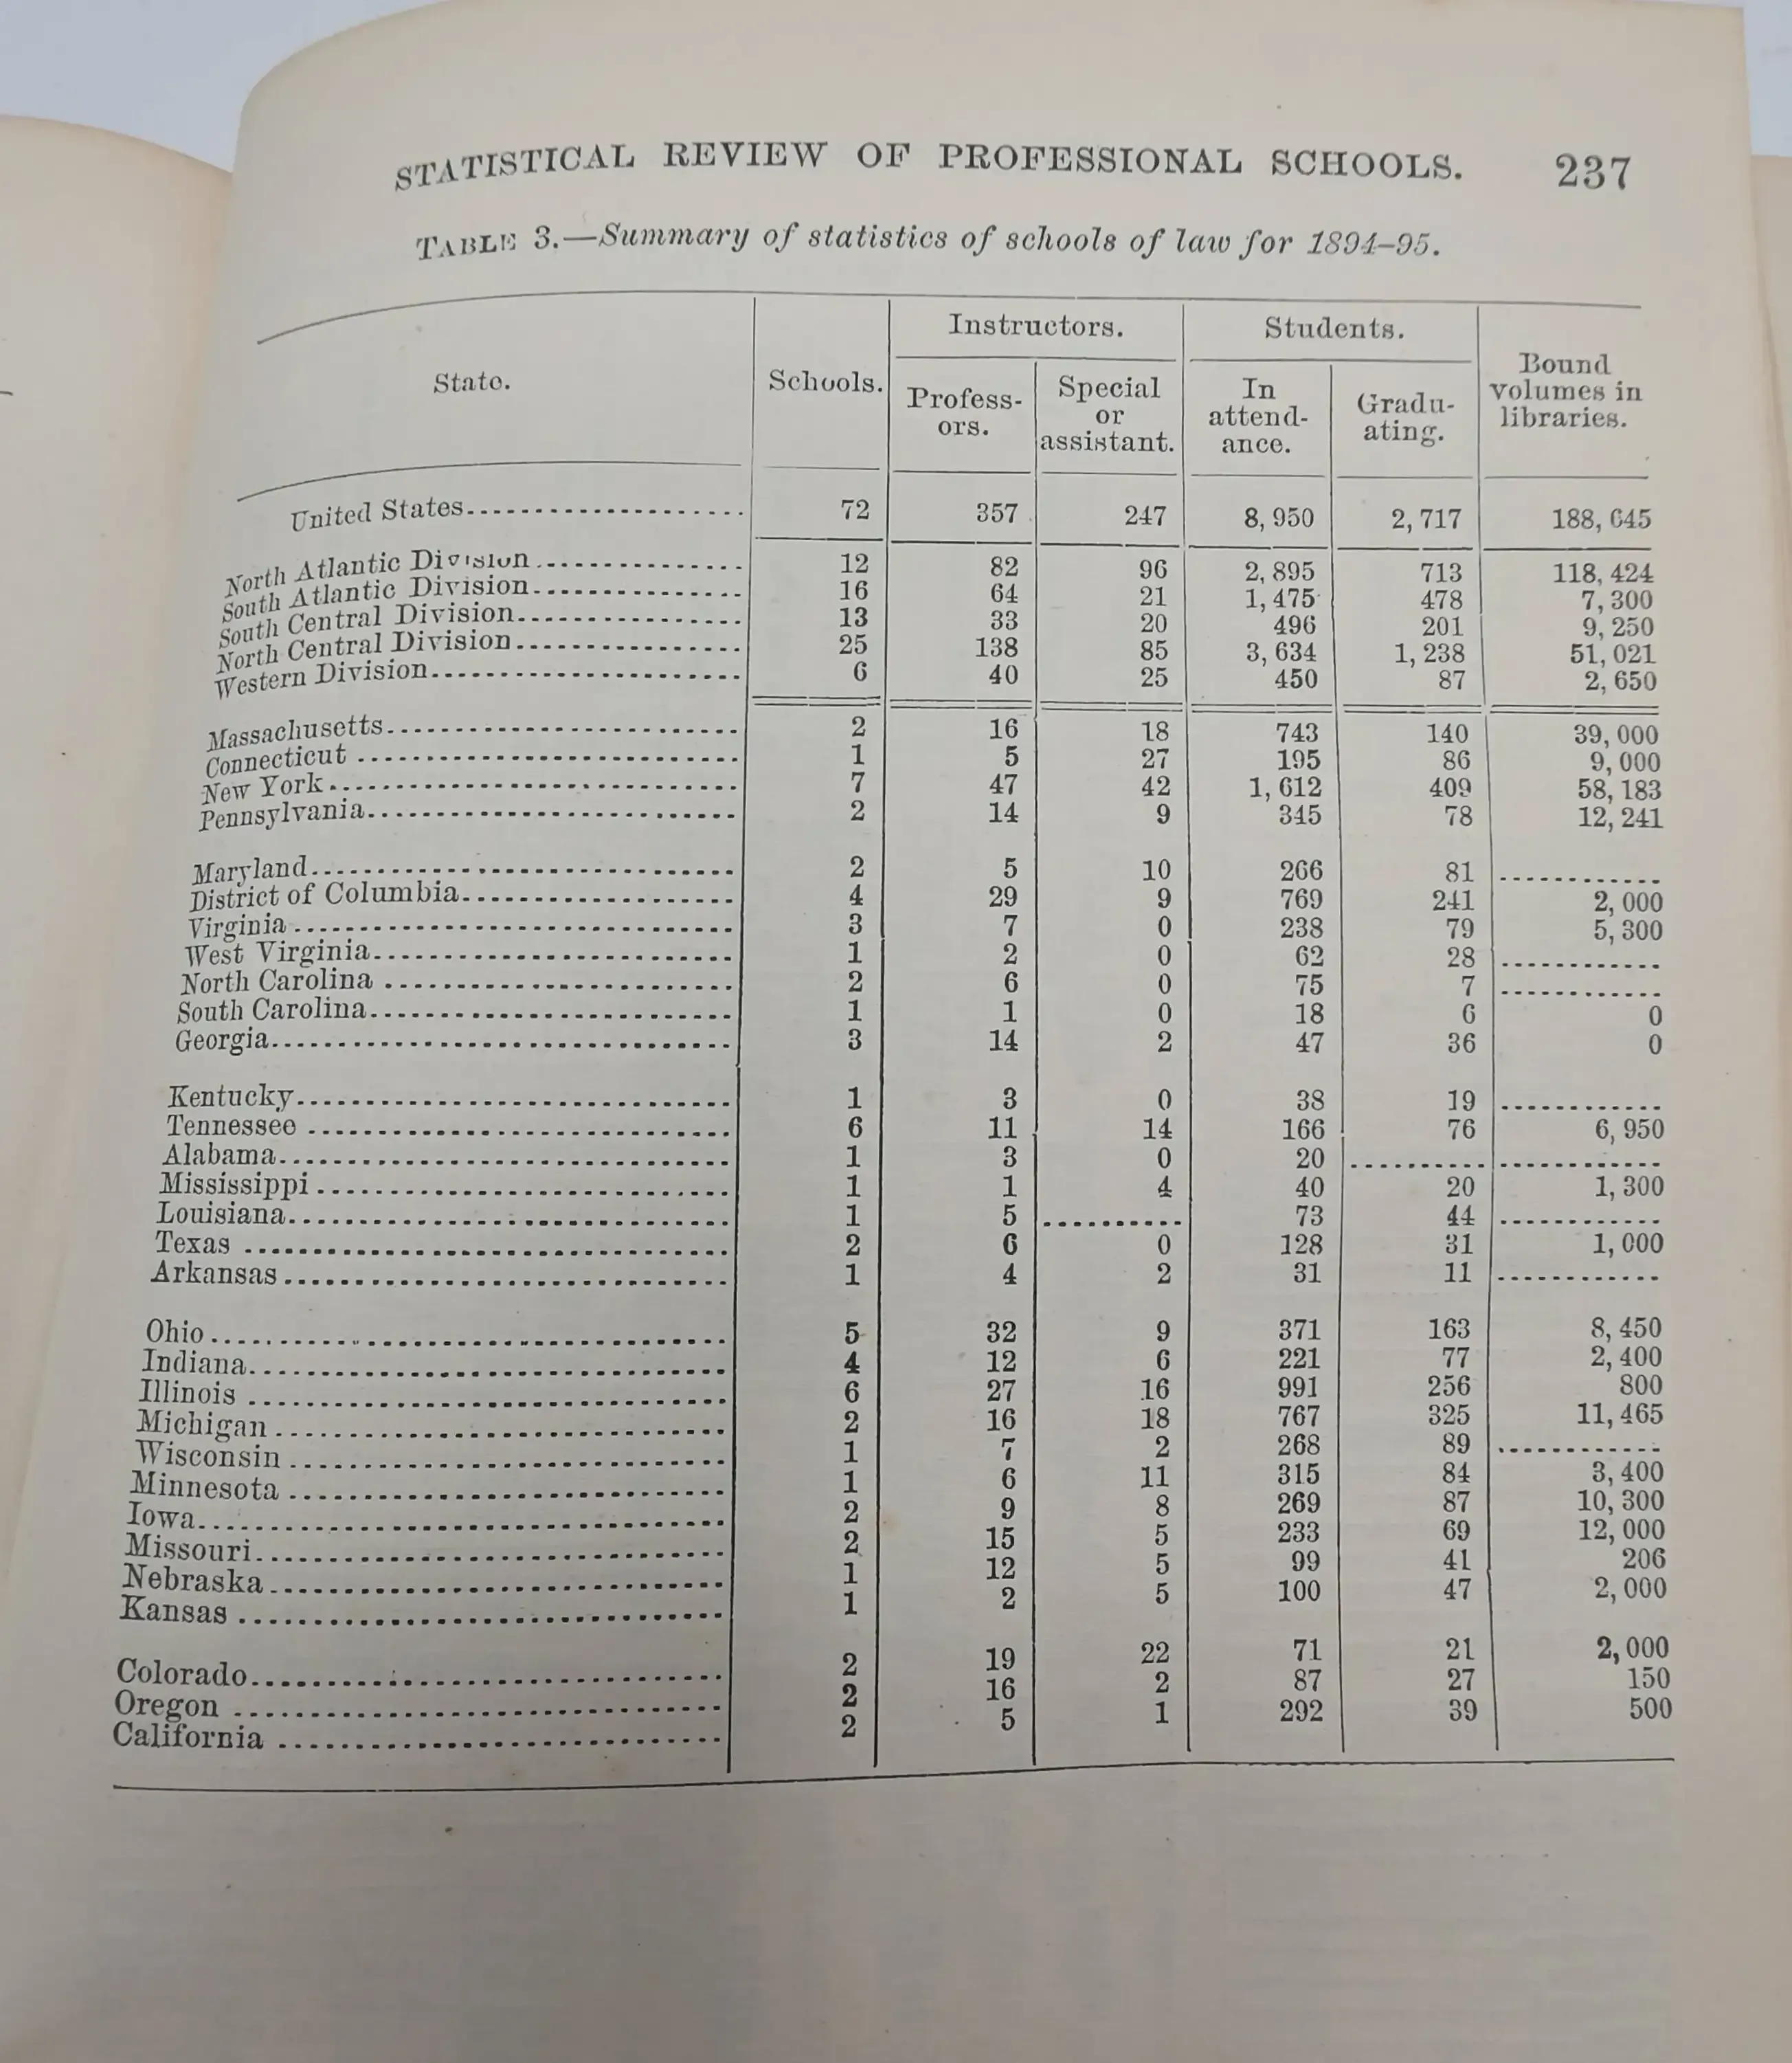 STATISTICAL REVIEW OF PROFESSIONAL SCHOOLS. 237
TABLE 3.—Summary of statistics of schools of law for 1894–95.
State. Schools. Instructors. Students. Bound volumes in libraries.
Profess-ors. Special or assistant. In attend-ance. Gradu-ating.
United States 72 357 247 8,950 2,717 188,645
North Atlantic Division 12 82 96 2,895 713 118,424
South Atlantic Division 16 64 21 1,475 478 7,300
South Central Division 13 33 20 496 201 9,250
North Central Division 25 138 85 3,634 1,238 51,021
Western Division 6 40 25 450 87 2,650
Massachusetts 2 16 18 743 140 39,000
Connecticut 1 5 27 195 86 9,000
New York 7 47 42 1,612 409 58,183
Pennsylvania 2 14 9 345 78 12,241
Maryland 2 5 10 266 81
District of Columbia 4 29 9 769 241 2,000
Virginia 3 7 0 238 79 5,300
West Virginia 1 2 0 62 28
North Carolina 2 6 0 75 7
South Carolina 1 1 0 18 6 0
Georgia 3 14 2 47 36 0
Kentucky 1 3 0 38 19
Tennessee 6 11 14 166 76 6,950
Alabama 1 3 0 20
Mississippi 1 1 4 40 20 1,300
Louisiana 1 5 73 44
Texas 2 6 0 128 31 1,000
Arkansas 1 4 2 31 11
Ohio 5 32 9 371 163 8,450
Indiana 4 12 6 221 77 2,400
Illinois 6 27 16 991 256 800
Michigan 2 16 18 767 325 11,465
Wisconsin 1 7 2 268 89
Minnesota 1 6 11 315 84 3,400
Iowa 2 9 8 269 87 10,300
Missouri 2 15 5 233 69 12,000
Nebraska 1 12 5 99 41 206
Kansas 1 2 5 100 47 2,000
Colorado 2 19 22 71 21 2,000
Oregon 2 16 2 87 27 150
California 2 5 1 292 39 500